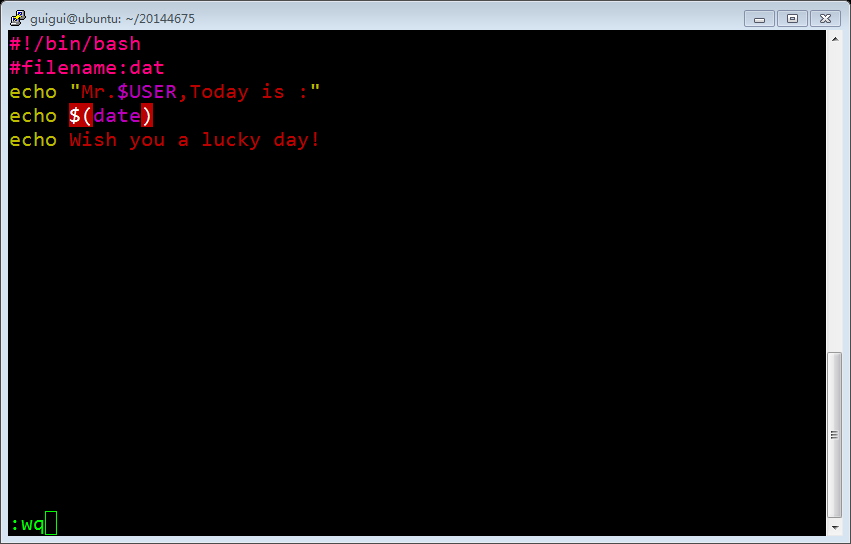 guigui@ubuntu: ~/20144675
#!/bin/bash
#filename:dat
echo "Mr.$USER,Today is :"
echo $(date)
echo Wish you a lucky day!
:wq